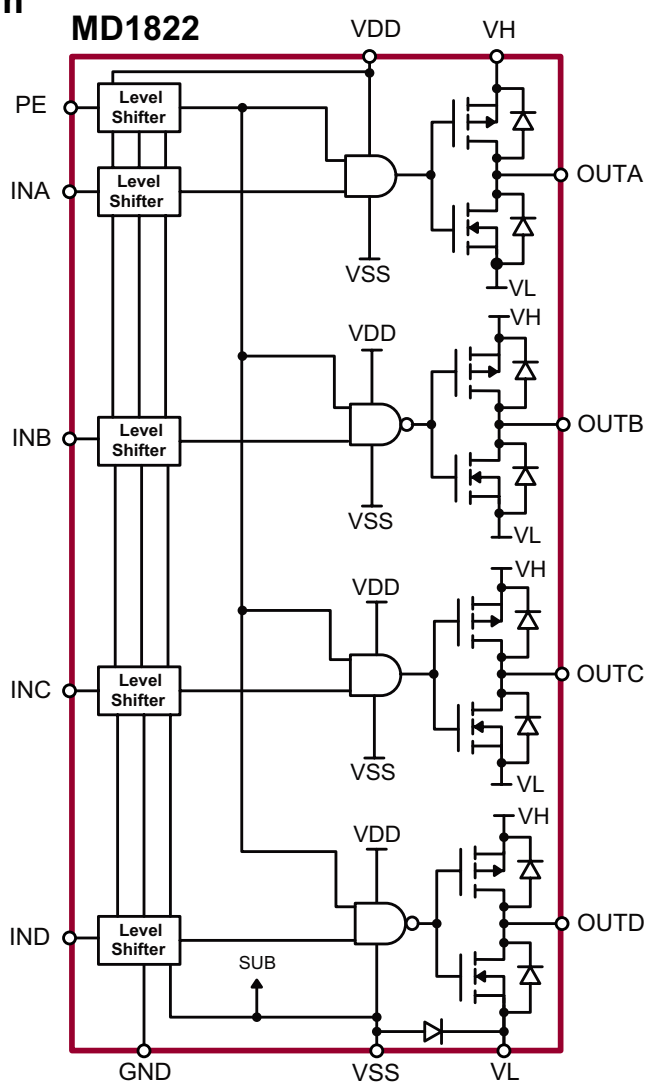 MD1822
VDD
VH
PE
Level
Shifter
INA
Level
Shifter
OUTA
VSS
VL
VH
VDD
INB
Level
Shifter
OUTB
VSS
VL
VH
VDD
INC
Level
Shifter
OUTC
VSS
VL
VH
VDD
IND
Level
Shifter
OUTD
SUB
GND
VSS
VL